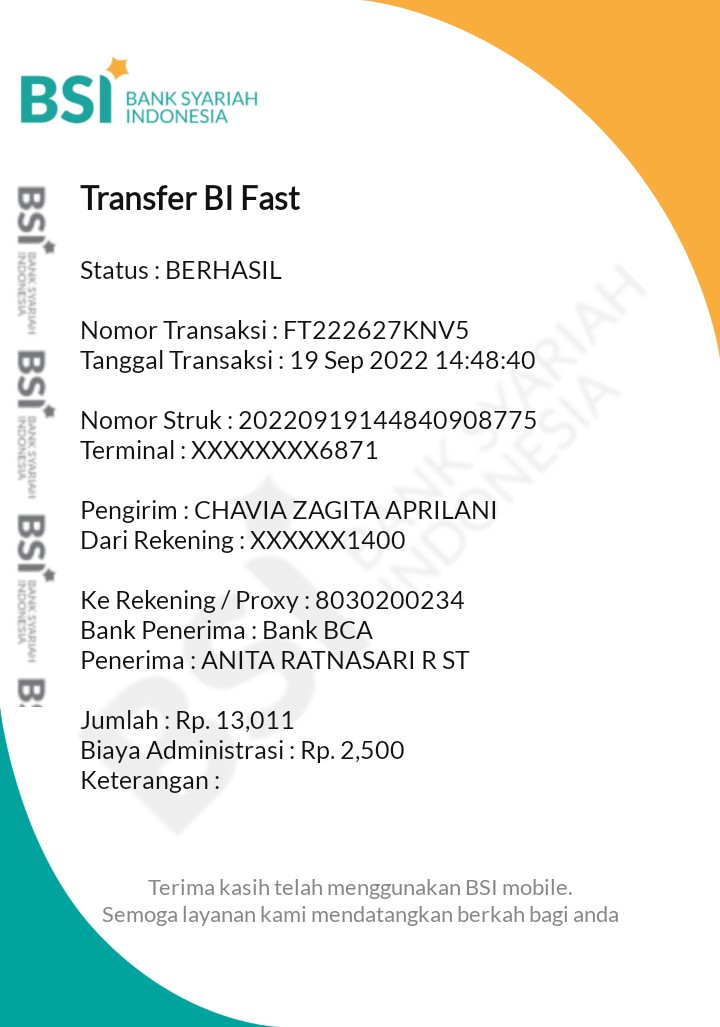 BSI BANK SYARIAH
INDONESIA
Transfer BI Fast
Status : BERHASIL
Nomor Transaksi : FT222627KNV5
Tanggal Transaksi : 19 Sep 2022 14:48:40
Nomor Struk : 20220919144840908775
Terminal : XXXXXXXX6871
Pengirim : CHAVIA ZAGITA APRILANI
Dari Rekening : XXXXXX1400
Ke Rekening / Proxy : 8030200234
Bank Penerima : Bank BCA
Penerima : ANITA RATNASARI R ST
Jumlah : Rp. 13,011
Biaya Administrasi : Rp. 2,500
Keterangan :
Terima kasih telah menggunakan BSI mobile.
Semoga layanan kami mendatangkan berkah bagi anda
BSI BANK SYARIAH
INDONESIA
BSI BANK SYARIAH
INDONESIA
BSI BANK SYARIAH
INDONESIA
BS
BSI BANK SYARIAH
INDONESIA